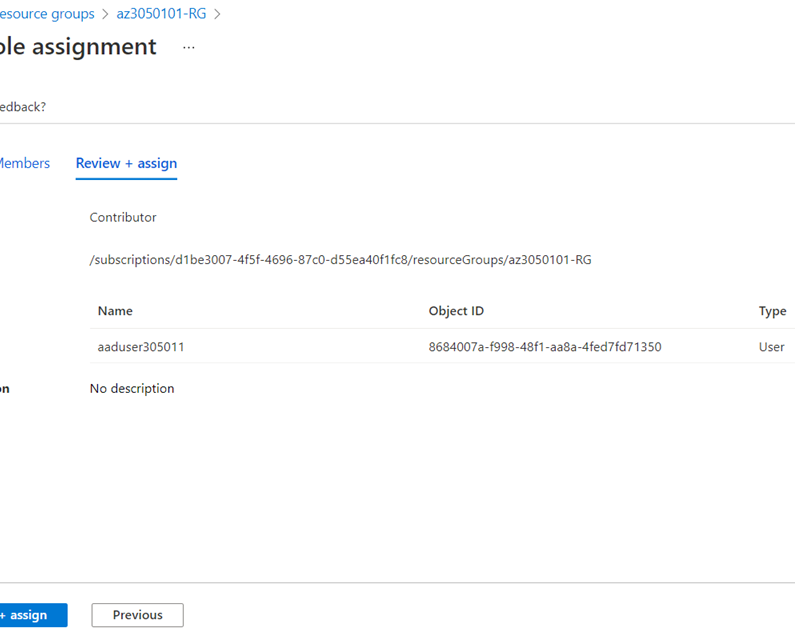 esource groups > az3050101-RG >
ole assignment ...
edback?
Members Review + assign
Contributor
/subscriptions/d1be3007-4f5f-4696-87c0-d55ea40f1fc8/resourceGroups/az3050101-RG
Name Object ID Type
aaduser305011 8684007a-f998-48f1-aa8a-4fed7fd71350 User
on No description
+ assign Previous